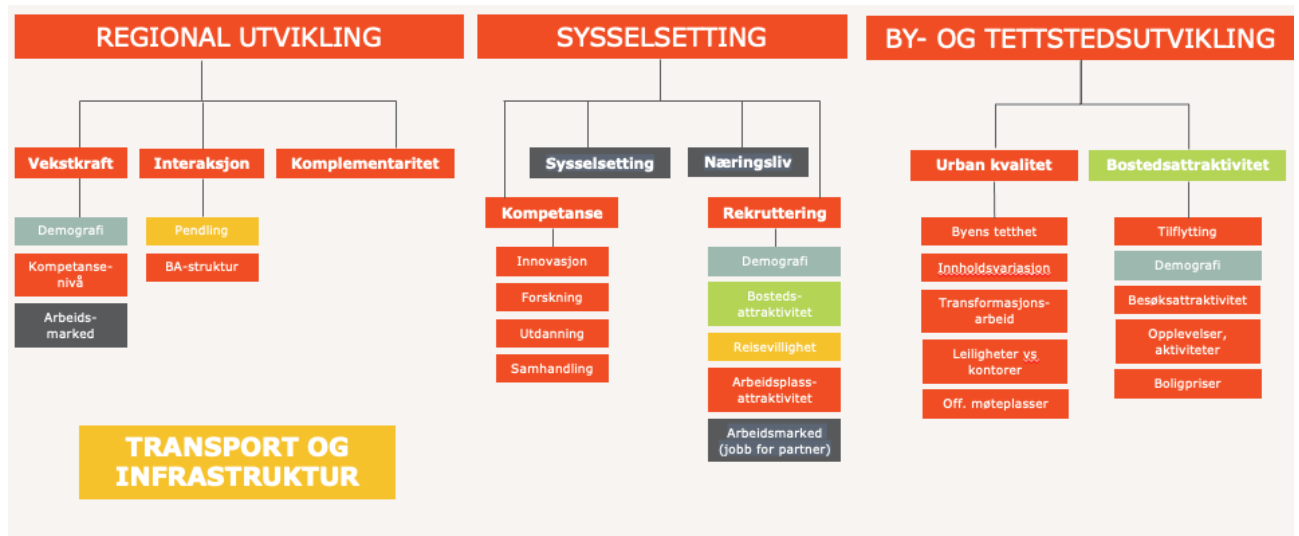 REGIONAL UTVIKLING
Vekstkraft
Interaksjon
Komplementaritet
Demografi
Kompetanse-
nivå
Arbeids-
marked
Pendling
BA-struktur
TRANSPORT OG
INFRASTRUKTUR
SYSSELSETTING
Sysselsetting
Næringsliv
Kompetanse
Innovasjon
Forskning
Utdanning
Samhandling
Rekruttering
Demografi
Bosteds-
attraktivitet
Reisevillighet
Arbeidsplass-
attraktivitet
Arbeidsmarked
(jobb for partner)
BY- OG TETTSTEDSUTVIKLING
Urban kvalitet
Byens tetthet
Innholdsvariasjon
Transformasjons-
arbeid
Leiligheter vs
kontorer
Off. møteplasser
Bostedsattraktivitet
Tilflytting
Demografi
Besøksattraktivitet
Opplevelser,
aktiviteter
Boligpriser